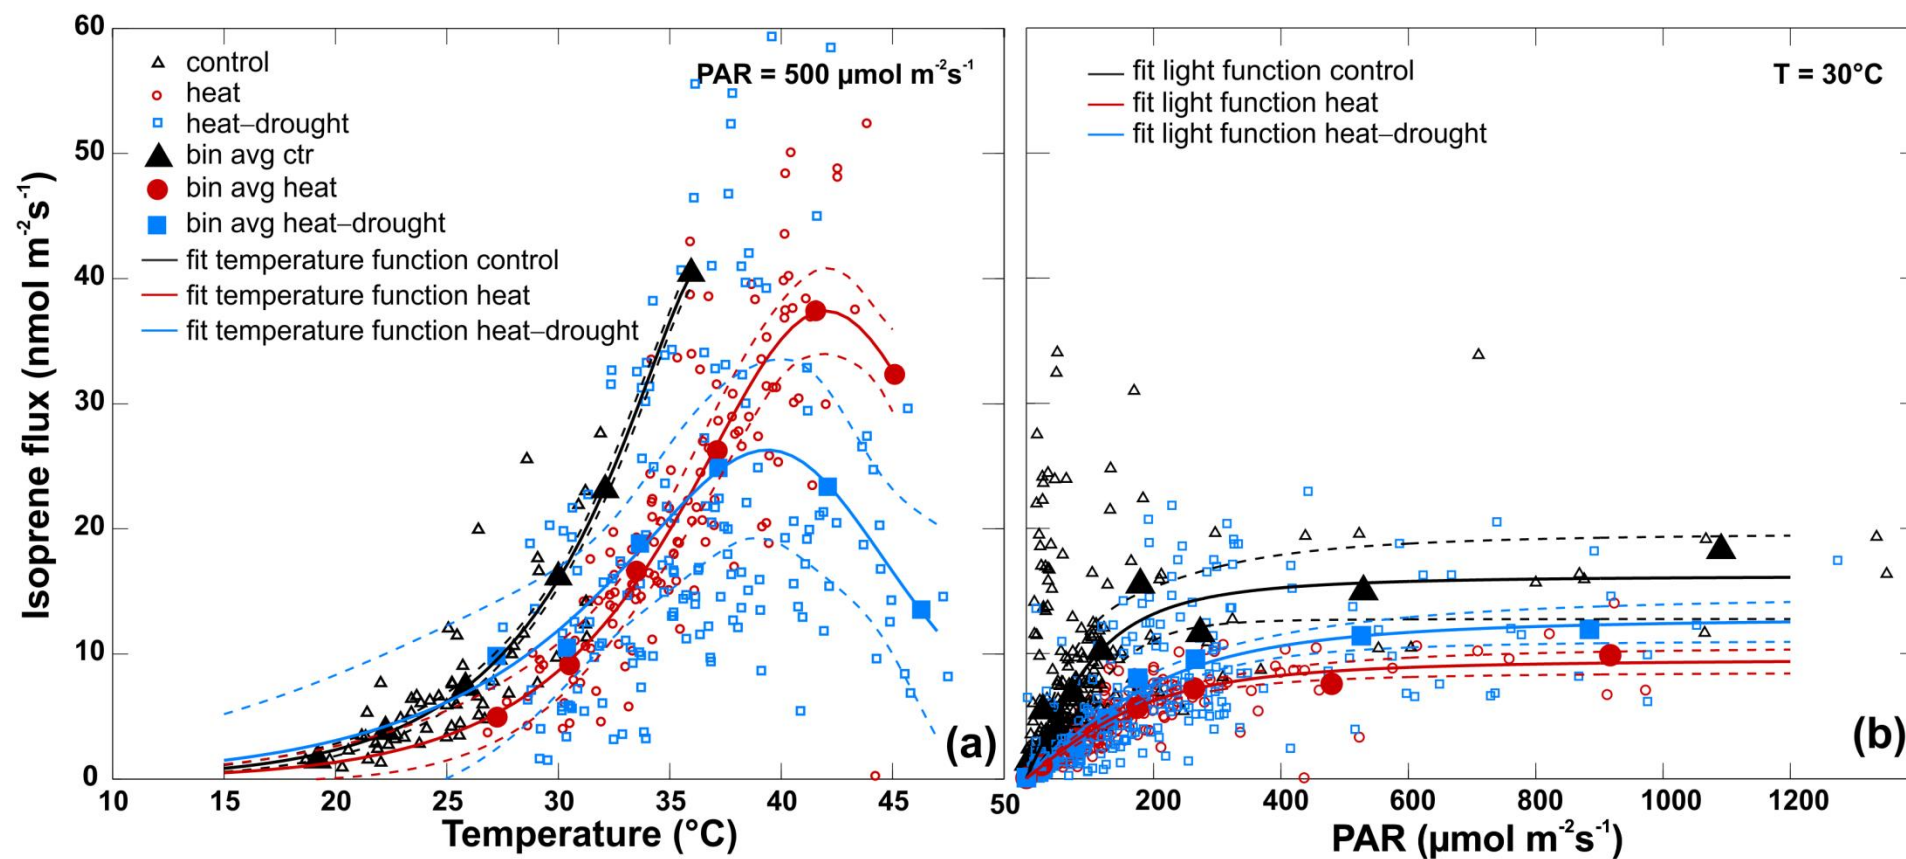 60
50
40
30
20
10
0
Isoprene flux (nmol m⁻²s⁻¹)
control
heat
heat–drought
bin avg ctr
bin avg heat
bin avg heat–drought
fit temperature function control
fit temperature function heat
fit temperature function heat–drought
PAR = 500 µmol m⁻²s⁻¹
(a)
10 15 20 25 30 35 40 45 50
Temperature (°C)
fit light function control
fit light function heat
fit light function heat–drought
T = 30°C
(b)
0 200 400 600 800 1000 1200
PAR (µmol m⁻²s⁻¹)